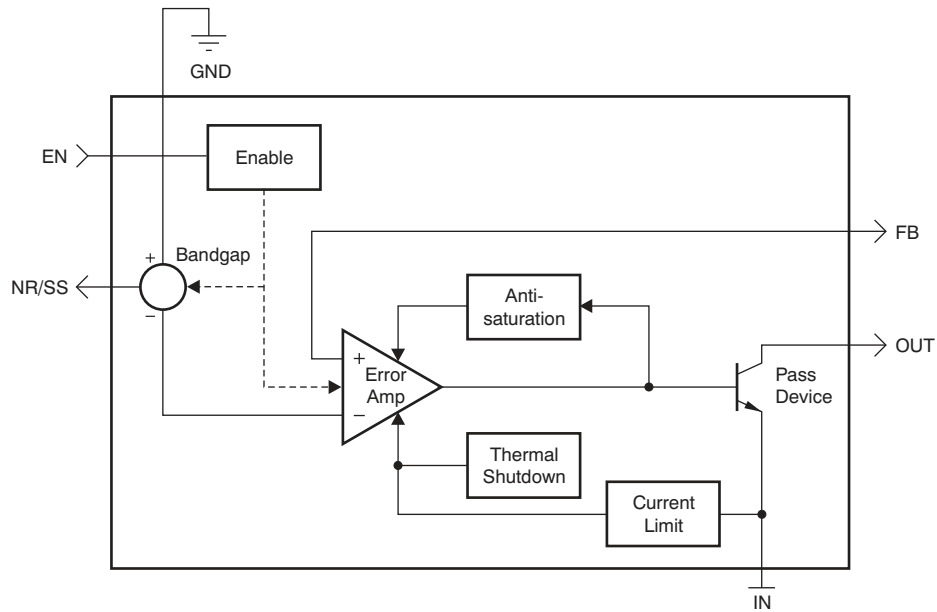 GND
EN
Enable
+
Bandgap
FB
NR/SS
−
Anti-
saturation
OUT
+
Error
Amp
−
Pass
Device
Thermal
Shutdown
Current
Limit
IN